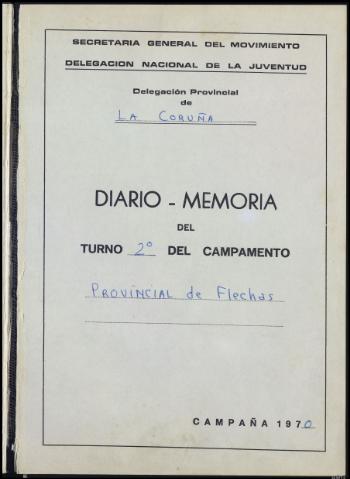 SECRETARIA GENERAL DEL MOVIMIENTO
DELEGACION NACIONAL DE LA JUVENTUD
Delegación Provincial
de
LA CORUÑA
DIARIO - MEMORIA
DEL
TURNO 2º DEL CAMPAMENTO
PROVINCIAL de Flechas
CAMPAÑA 1970